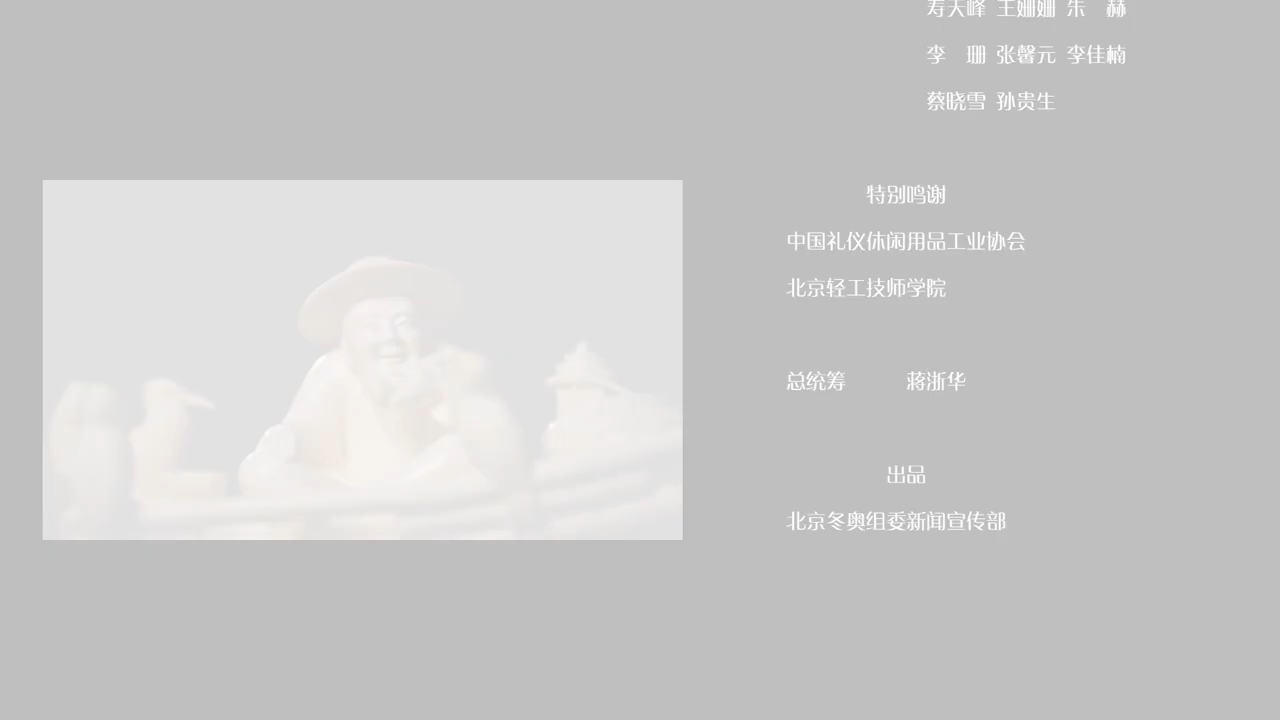 寿天峰 王姗姗 朱　赫
李　珊 张馨元 李佳楠
蔡晓雪 孙贵生
特别鸣谢
中国礼仪休闲用品工业协会
北京轻工技师学院
总统筹　　　蒋浙华
出品
北京冬奥组委新闻宣传部